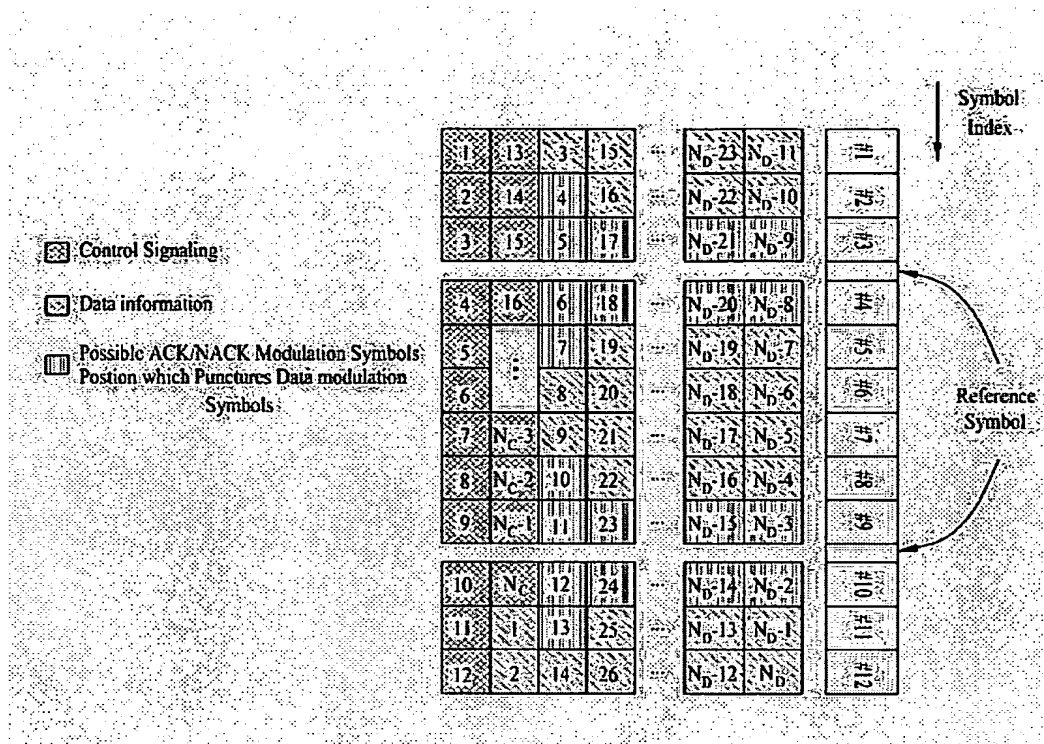 Symbol
Index
1 13 3 15 ... N_D-23 N_D-11 #1
2 14 4 16 ... N_D-22 N_D-10 #2
3 15 5 17 ... N_D-21 N_D-9 #3
Control Signaling
4 16 6 18 ... N_D-20 N_D-8 #4
Data information
5 ⋮ 7 19 ... N_D-19 N_D-7 #5
Possible ACK/NACK Modulation Symbols
Postion which Punctures Data modulation
Symbols
6 8 20 ... N_D-18 N_D-6 #6
Reference
Symbol
7 N_C-3 9 21 ... N_D-17 N_D-5 #7
8 N_C-2 10 22 ... N_D-16 N_D-4 #8
9 N_C-1 11 23 ... N_D-15 N_D-3 #9
10 N_C 12 24 ... N_D-14 N_D-2 #10
11 1 13 25 ... N_D-13 N_D-1 #11
12 2 14 26 ... N_D-12 N_D #12